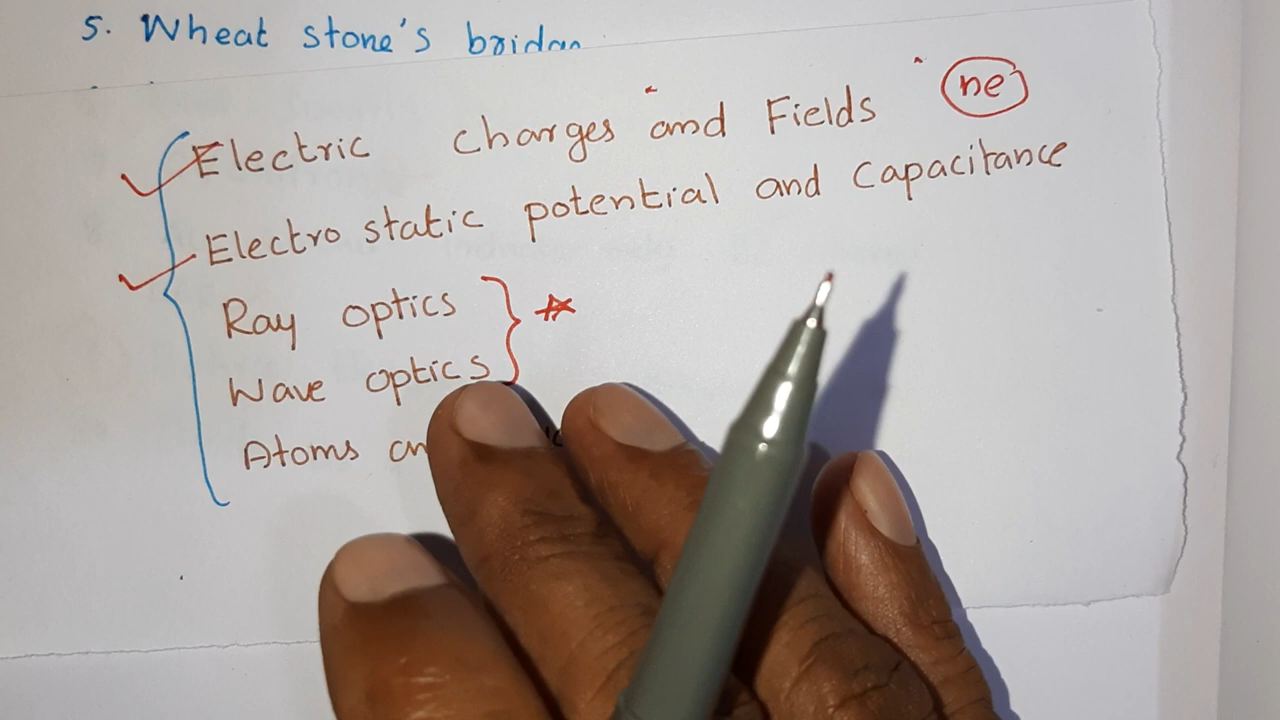 5. Wheat stone's
Electric charges and Fields ne
Electro static potential and capacitance
Ray optics
Wave optics
Atoms